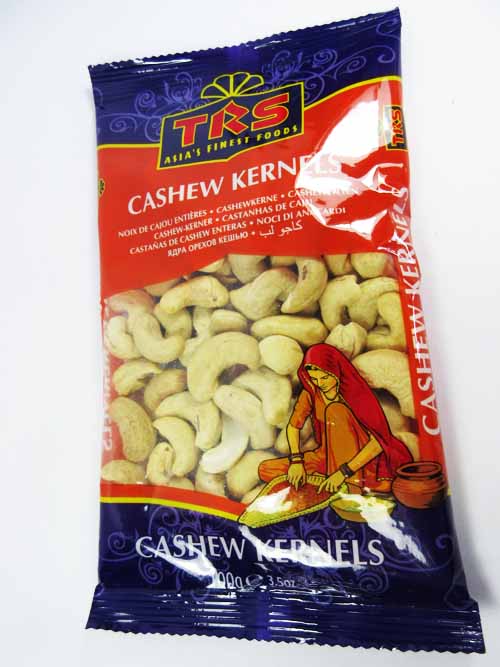 TRS
ASIA'S FINEST FOODS
TRS
CASHEW KERNELS
NOIX DE CAJOU ENTIÈRES • CASHEWKERNE •
CASHEW-KERNER • CASTANHAS DE CAJU
CASTAÑAS DE CASHEW ENTERAS • NOCI DI ANACARDI
ЯДРА ОРЕХОВ КЕШЬЮ • كاجو لب
CASHEW KERNELS
CASHEW KERNELS
100g e 3.5oz